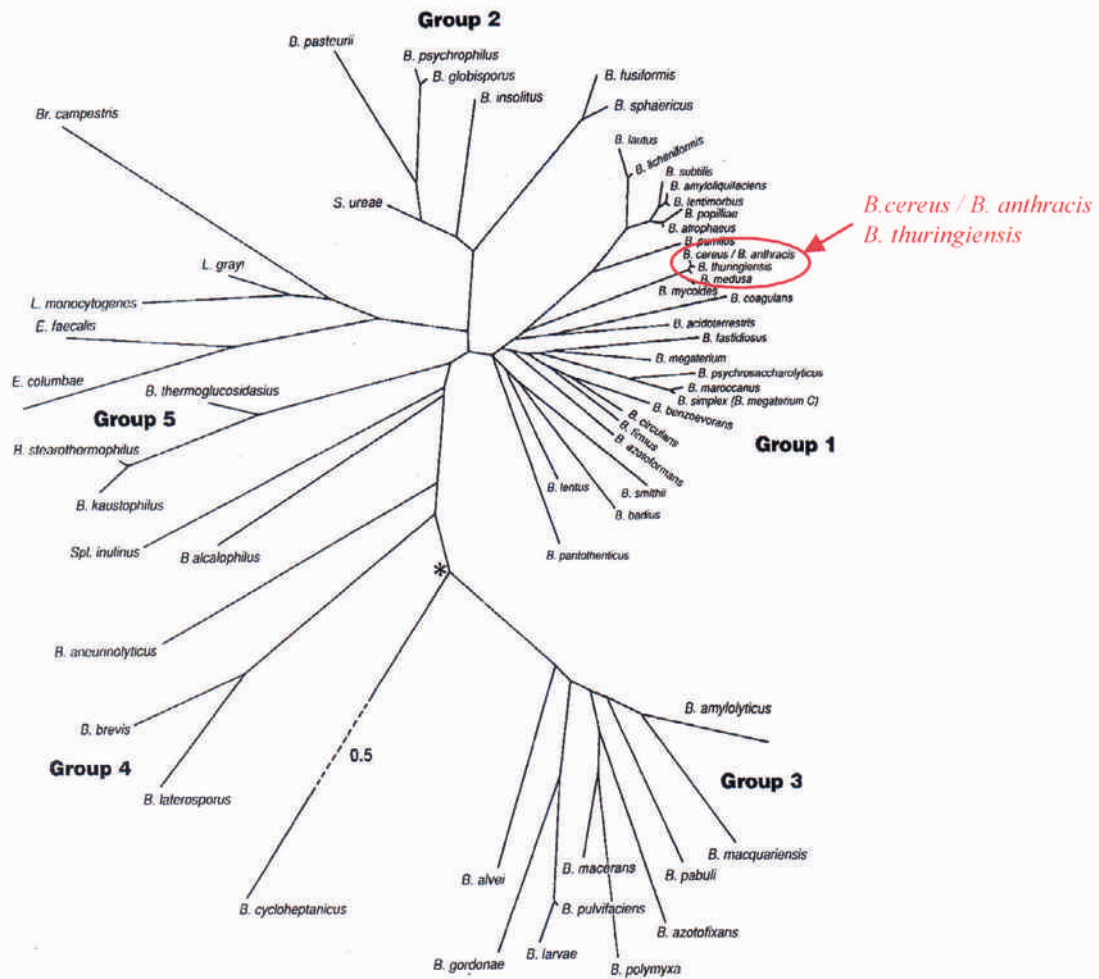 Group 2
B. pasteurii
B. psychrophilus
B. globisporus
B. insolitus
B. fusiformis
B. sphaericus
Br. campestris
S. ureae
B. lautus
B. licheniformis
B. subtilis
B. amyloliquifaciens
B. lentimorbus
B. popilliae
B. atrophaeus
B. pumilus
B. cereus / B. anthracis
B. thuringiensis
B. medusa
B. mycoides
B.cereus / B. anthracis
B. thuringiensis
L. grayi
L. monocytogenes
E. faecalis
E. columbae
B. coagulans
B. acidoterrestris
B. fastidiosus
B. megaterium
B. psychrosaccharolyticus
B. maroccanus
B. simplex (B. megaterium C)
B. benzoevorans
B. circulans
B. firmus
B. azotoformans
Group 1
B. thermoglucosidasius
Group 5
B. stearothermophilus
B. kaustophilus
B. lentus
B. smithii
B. badius
B. pantothenticus
Spl. inulinus
B alcalophilus
*
B. aneurinolyticus
B. brevis
Group 4
B. laterosporus
0.5
B. cycloheptanicus
B. amylolyticus
Group 3
B. macquariensis
B. alvei
B. macerans
B. pabuli
B. pulvifaciens
B. azotofixans
B. larvae
B. gordonae
B. polymyxa